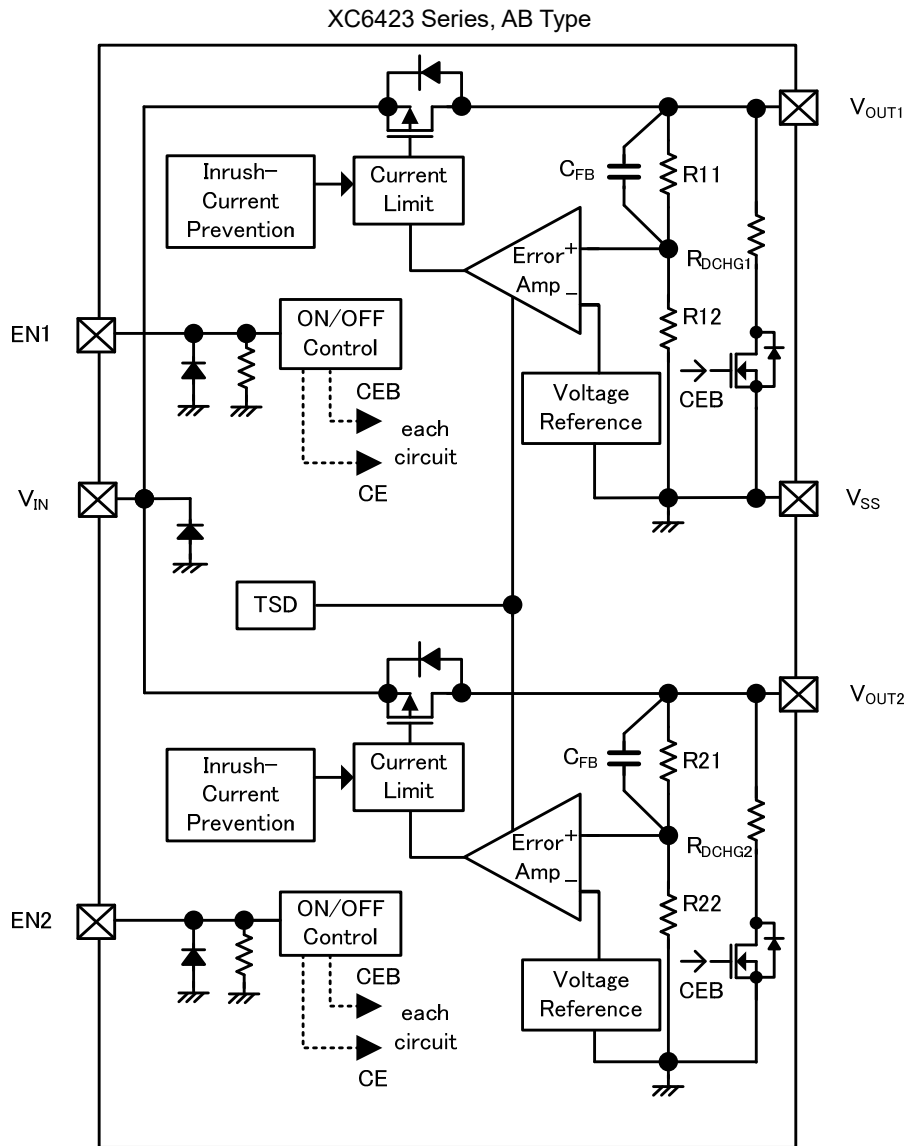 XC6423 Series, AB Type
VOUT1
Inrush-
Current
Prevention
Current
Limit
CFB
R11
Error +
Amp −
RDCHG1
R12
EN1
ON/OFF
Control
CEB
each
circuit
CE
Voltage
Reference
CEB
VIN
VSS
TSD
VOUT2
Inrush-
Current
Prevention
Current
Limit
CFB
R21
Error +
Amp −
RDCHG2
R22
EN2
ON/OFF
Control
CEB
each
circuit
CE
Voltage
Reference
CEB